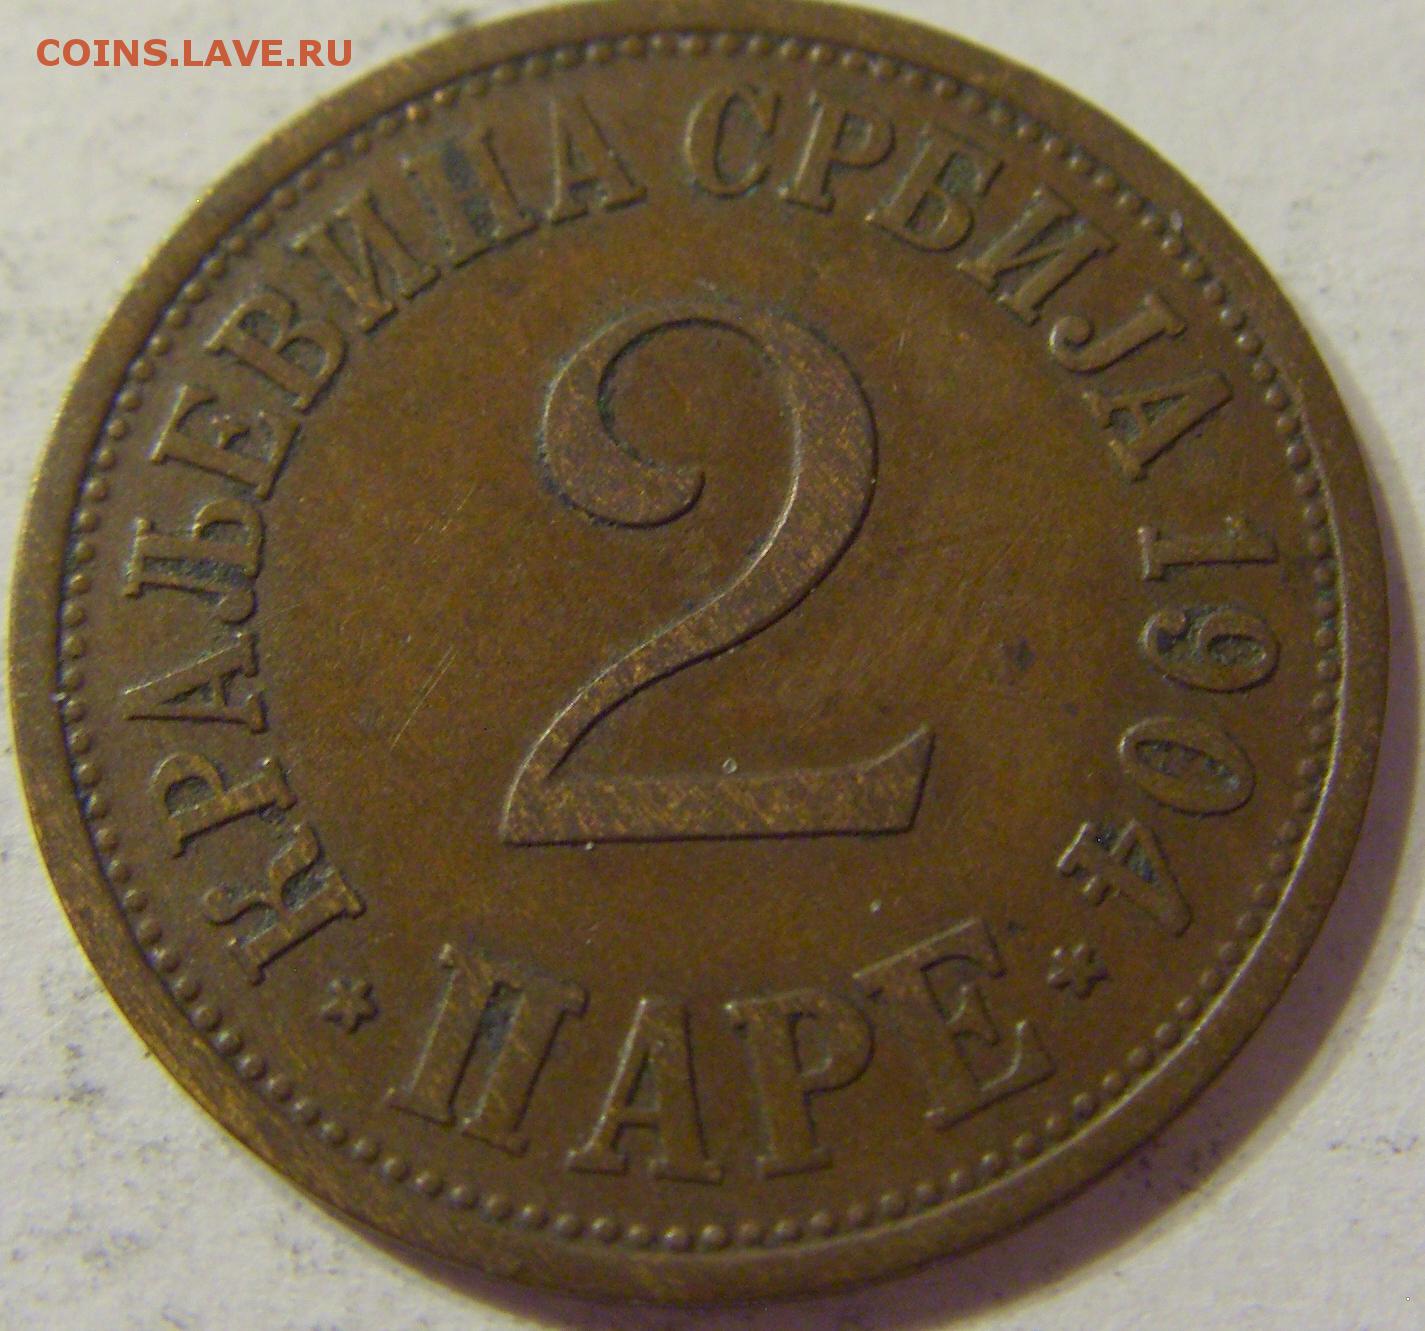 COINS.LAVE.RU
КРАЉЕВИНА СРБИЈА 1904
2
* ПАРЕ *